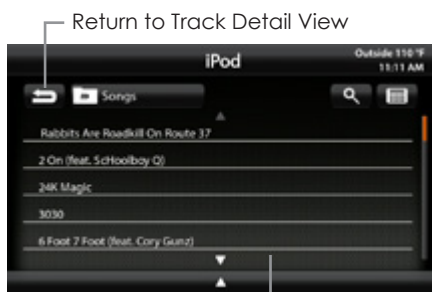 Return to Track Detail View
iPod
Outside 110 °F
11:11 AM
Songs
Rabbits Are Roadkill On Route 37
2 On (feat. ScHoolboy Q)
24K Magic
3030
6 Foot 7 Foot (feat. Cory Gunz)